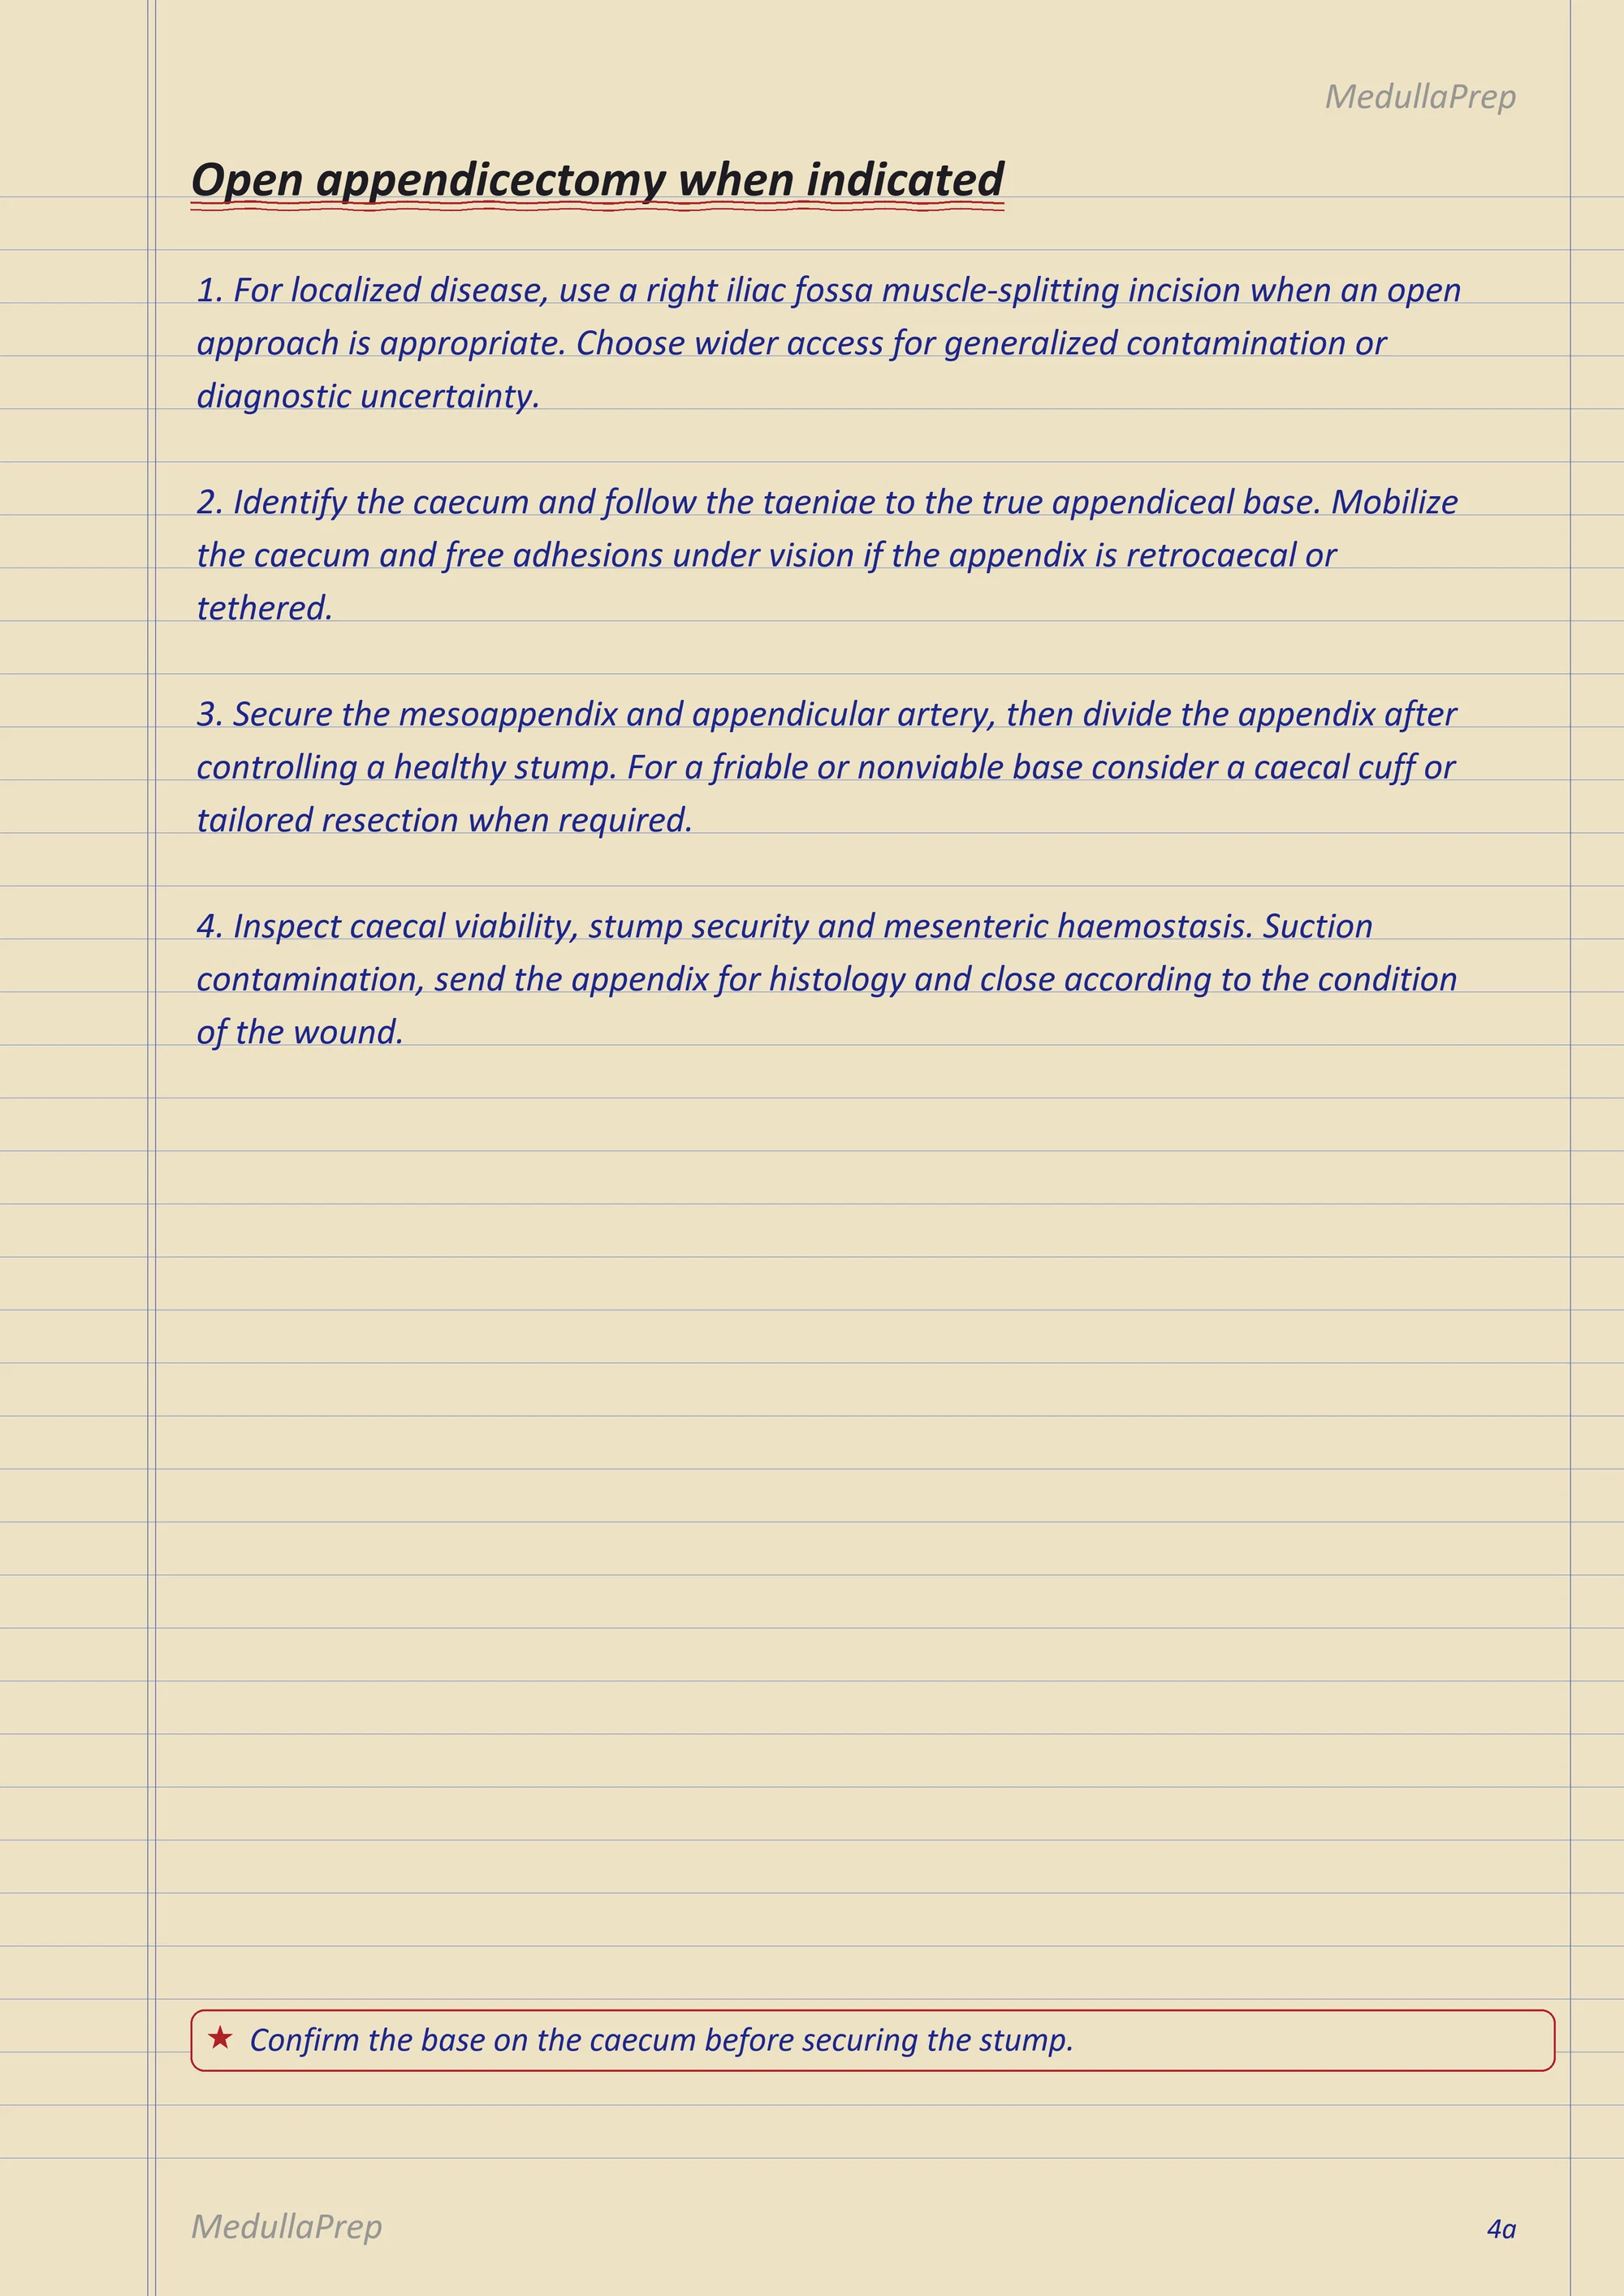 MedullaPrep
Open appendicectomy when indicated
1. For localized disease, use a right iliac fossa muscle-splitting incision when an open
approach is appropriate. Choose wider access for generalized contamination or
diagnostic uncertainty.
2. Identify the caecum and follow the taeniae to the true appendiceal base. Mobilize
the caecum and free adhesions under vision if the appendix is retrocaecal or
tethered.
3. Secure the mesoappendix and appendicular artery, then divide the appendix after
controlling a healthy stump. For a friable or nonviable base consider a caecal cuff or
tailored resection when required.
4. Inspect caecal viability, stump security and mesenteric haemostasis. Suction
contamination, send the appendix for histology and close according to the condition
of the wound.
★ Confirm the base on the caecum before securing the stump.
MedullaPrep
4a